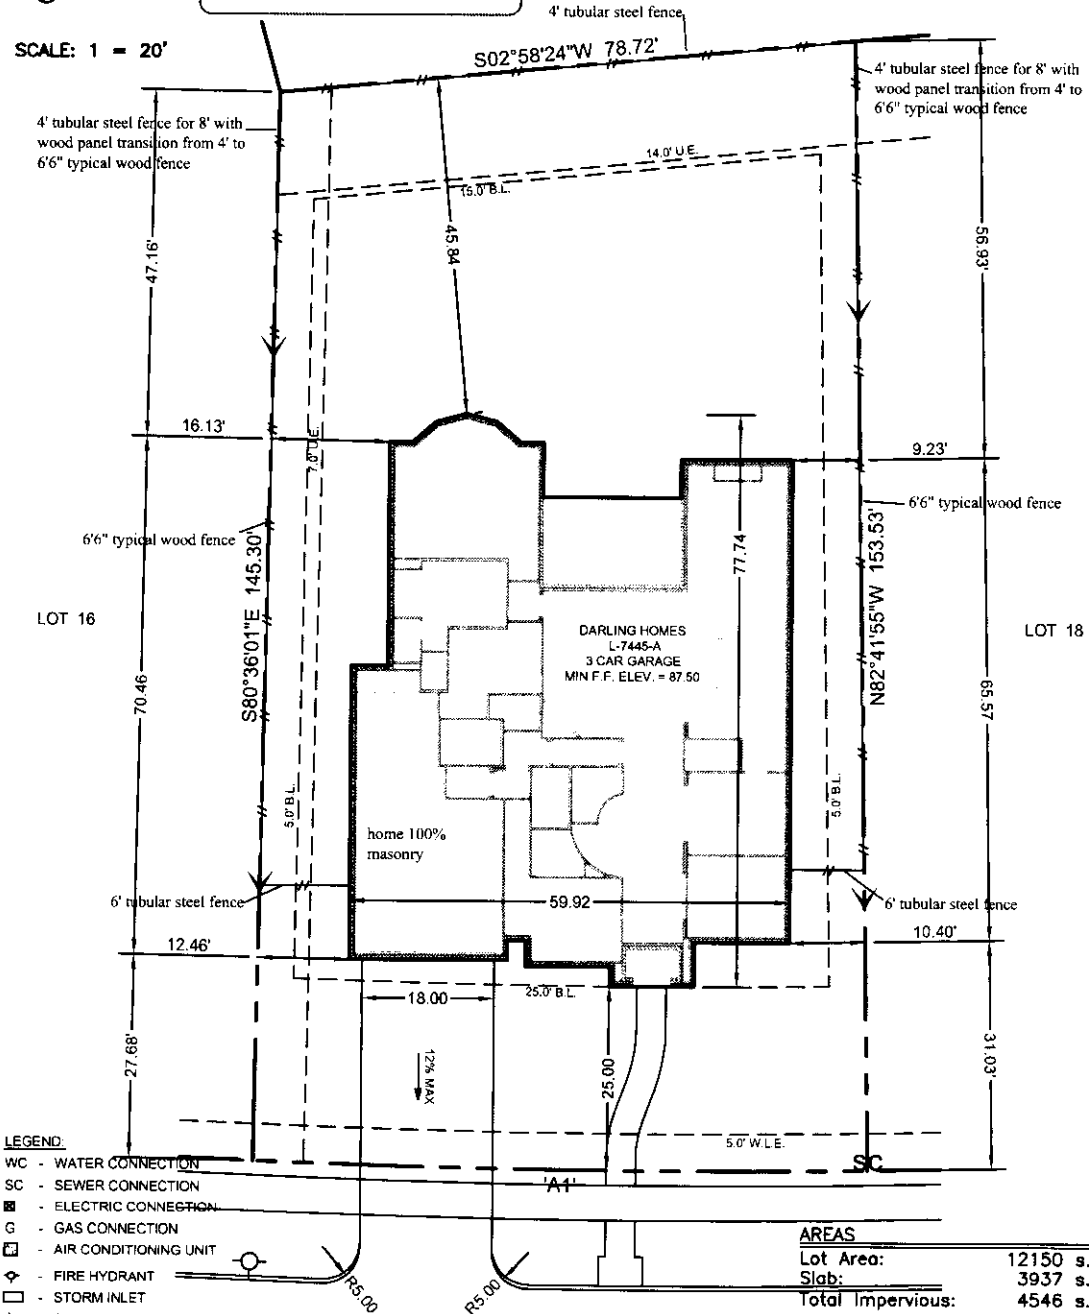 4' tubular steel fence
SCALE: 1 = 20'
S02°58'24"W 78.72'
4' tubular steel fence for 8' with
wood panel transition from 4' to
6'6" typical wood fence
4' tubular steel fence for 8' with
wood panel transition from 4' to
6'6" typical wood fence
14.0' U.E.
15.0' B.L.
47.16'
45.84
56.93'
16.13'
7.0' U.E.
9.23'
6'6" typical wood fence
6'6" typical wood fence
S80°36'01"E 145.30'
77.74
N82°41'55"W 153.53'
LOT 16
LOT 18
DARLING HOMES
L-7445-A
3 CAR GARAGE
MIN F.F. ELEV. = 87.50
70.46
65.57
5.0' B.L.
5.0' B.L.
home 100%
masonry
59.92
6' tubular steel fence
6' tubular steel fence
12.46'
10.40'
25.0' B.L.
18.00
27.68'
12% MAX
25.00
31.03'
5.0' W.L.E.
SC
'A1'
LEGEND:
WC - WATER CONNECTION
SC - SEWER CONNECTION
- ELECTRIC CONNECTION
G - GAS CONNECTION
- AIR CONDITIONING UNIT
- FIRE HYDRANT
- STORM INLET
R5.00
R5.00
AREAS
Lot Area: 12150 s.
Slab: 3937 s.
Total Impervious: 4546 s.